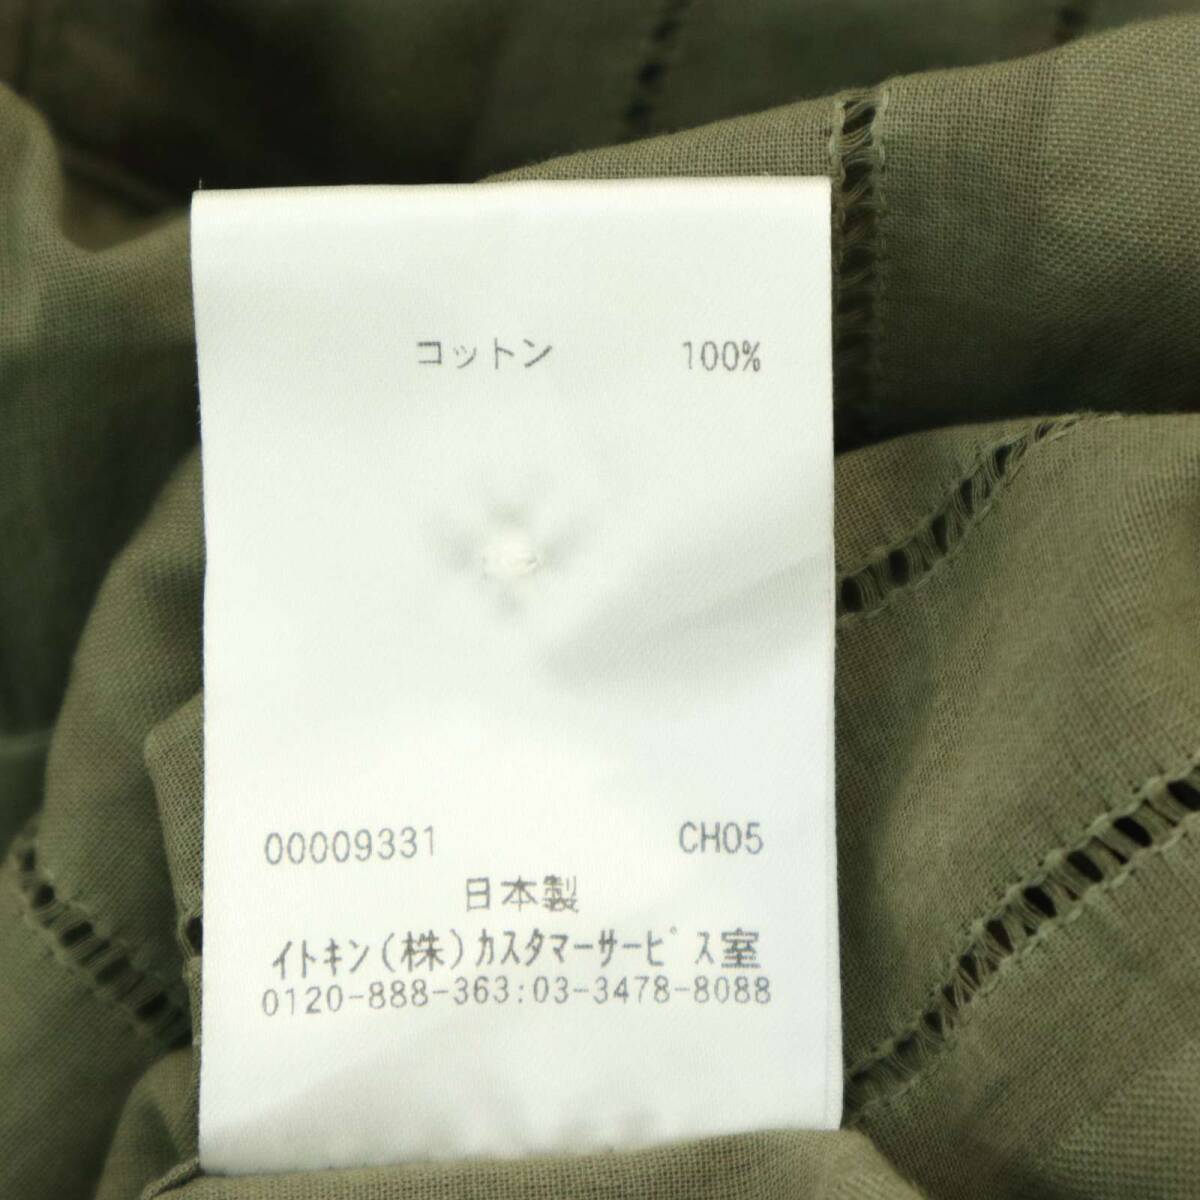 コットン 100%
00009331 CH05
日本製
イトキン(株)カスタマーサービス室
0120-888-363:03-3478-8088